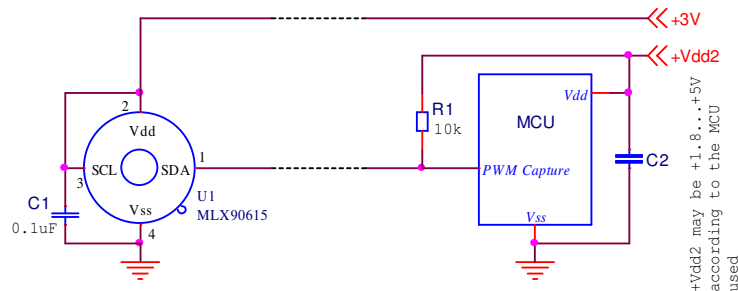 +3V
+Vdd2
R1
10k
Vdd
MCU
PWM Capture
Vss
C2
2
Vdd
SCL
SDA
1
3
Vss
4
U1
MLX90615
C1
0.1uF
+Vdd2 may be +1.8...+5V
according to the MCU
used